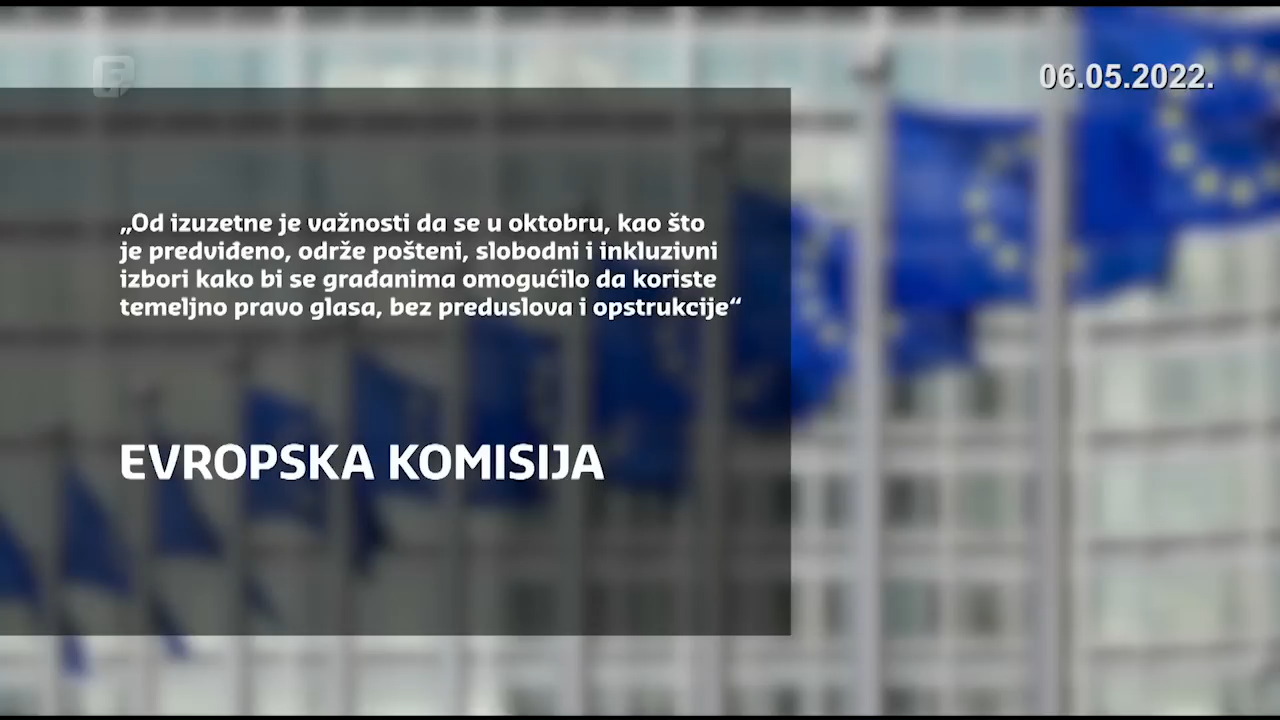 06.05.2022.
„Od izuzetne je važnosti da se u oktobru, kao što
je predviđeno, održe pošteni, slobodni i inkluzivni
izbori kako bi se građanima omogućilo da koriste
temeljno pravo glasa, bez preduslova i opstrukcije“
EVROPSKA KOMISIJA